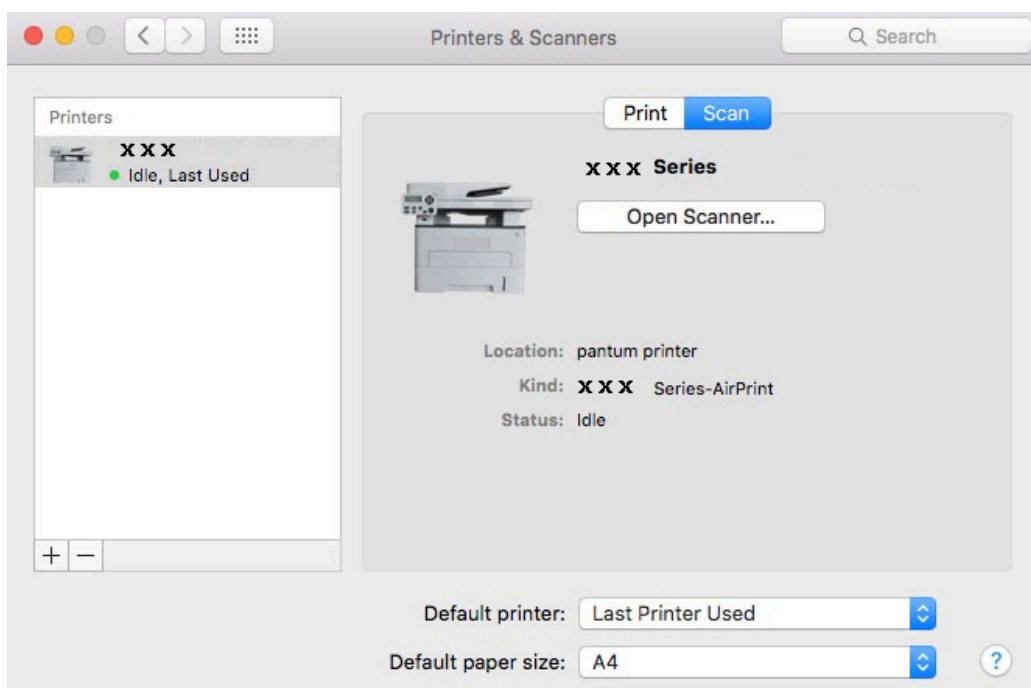 Printers & Scanners
Search
Printers
X X X
Idle, Last Used
Print Scan
X X X Series
Open Scanner...
Location: pantum printer
Kind: X X X Series-AirPrint
Status: Idle
+ −
Default printer: Last Printer Used
Default paper size: A4
?